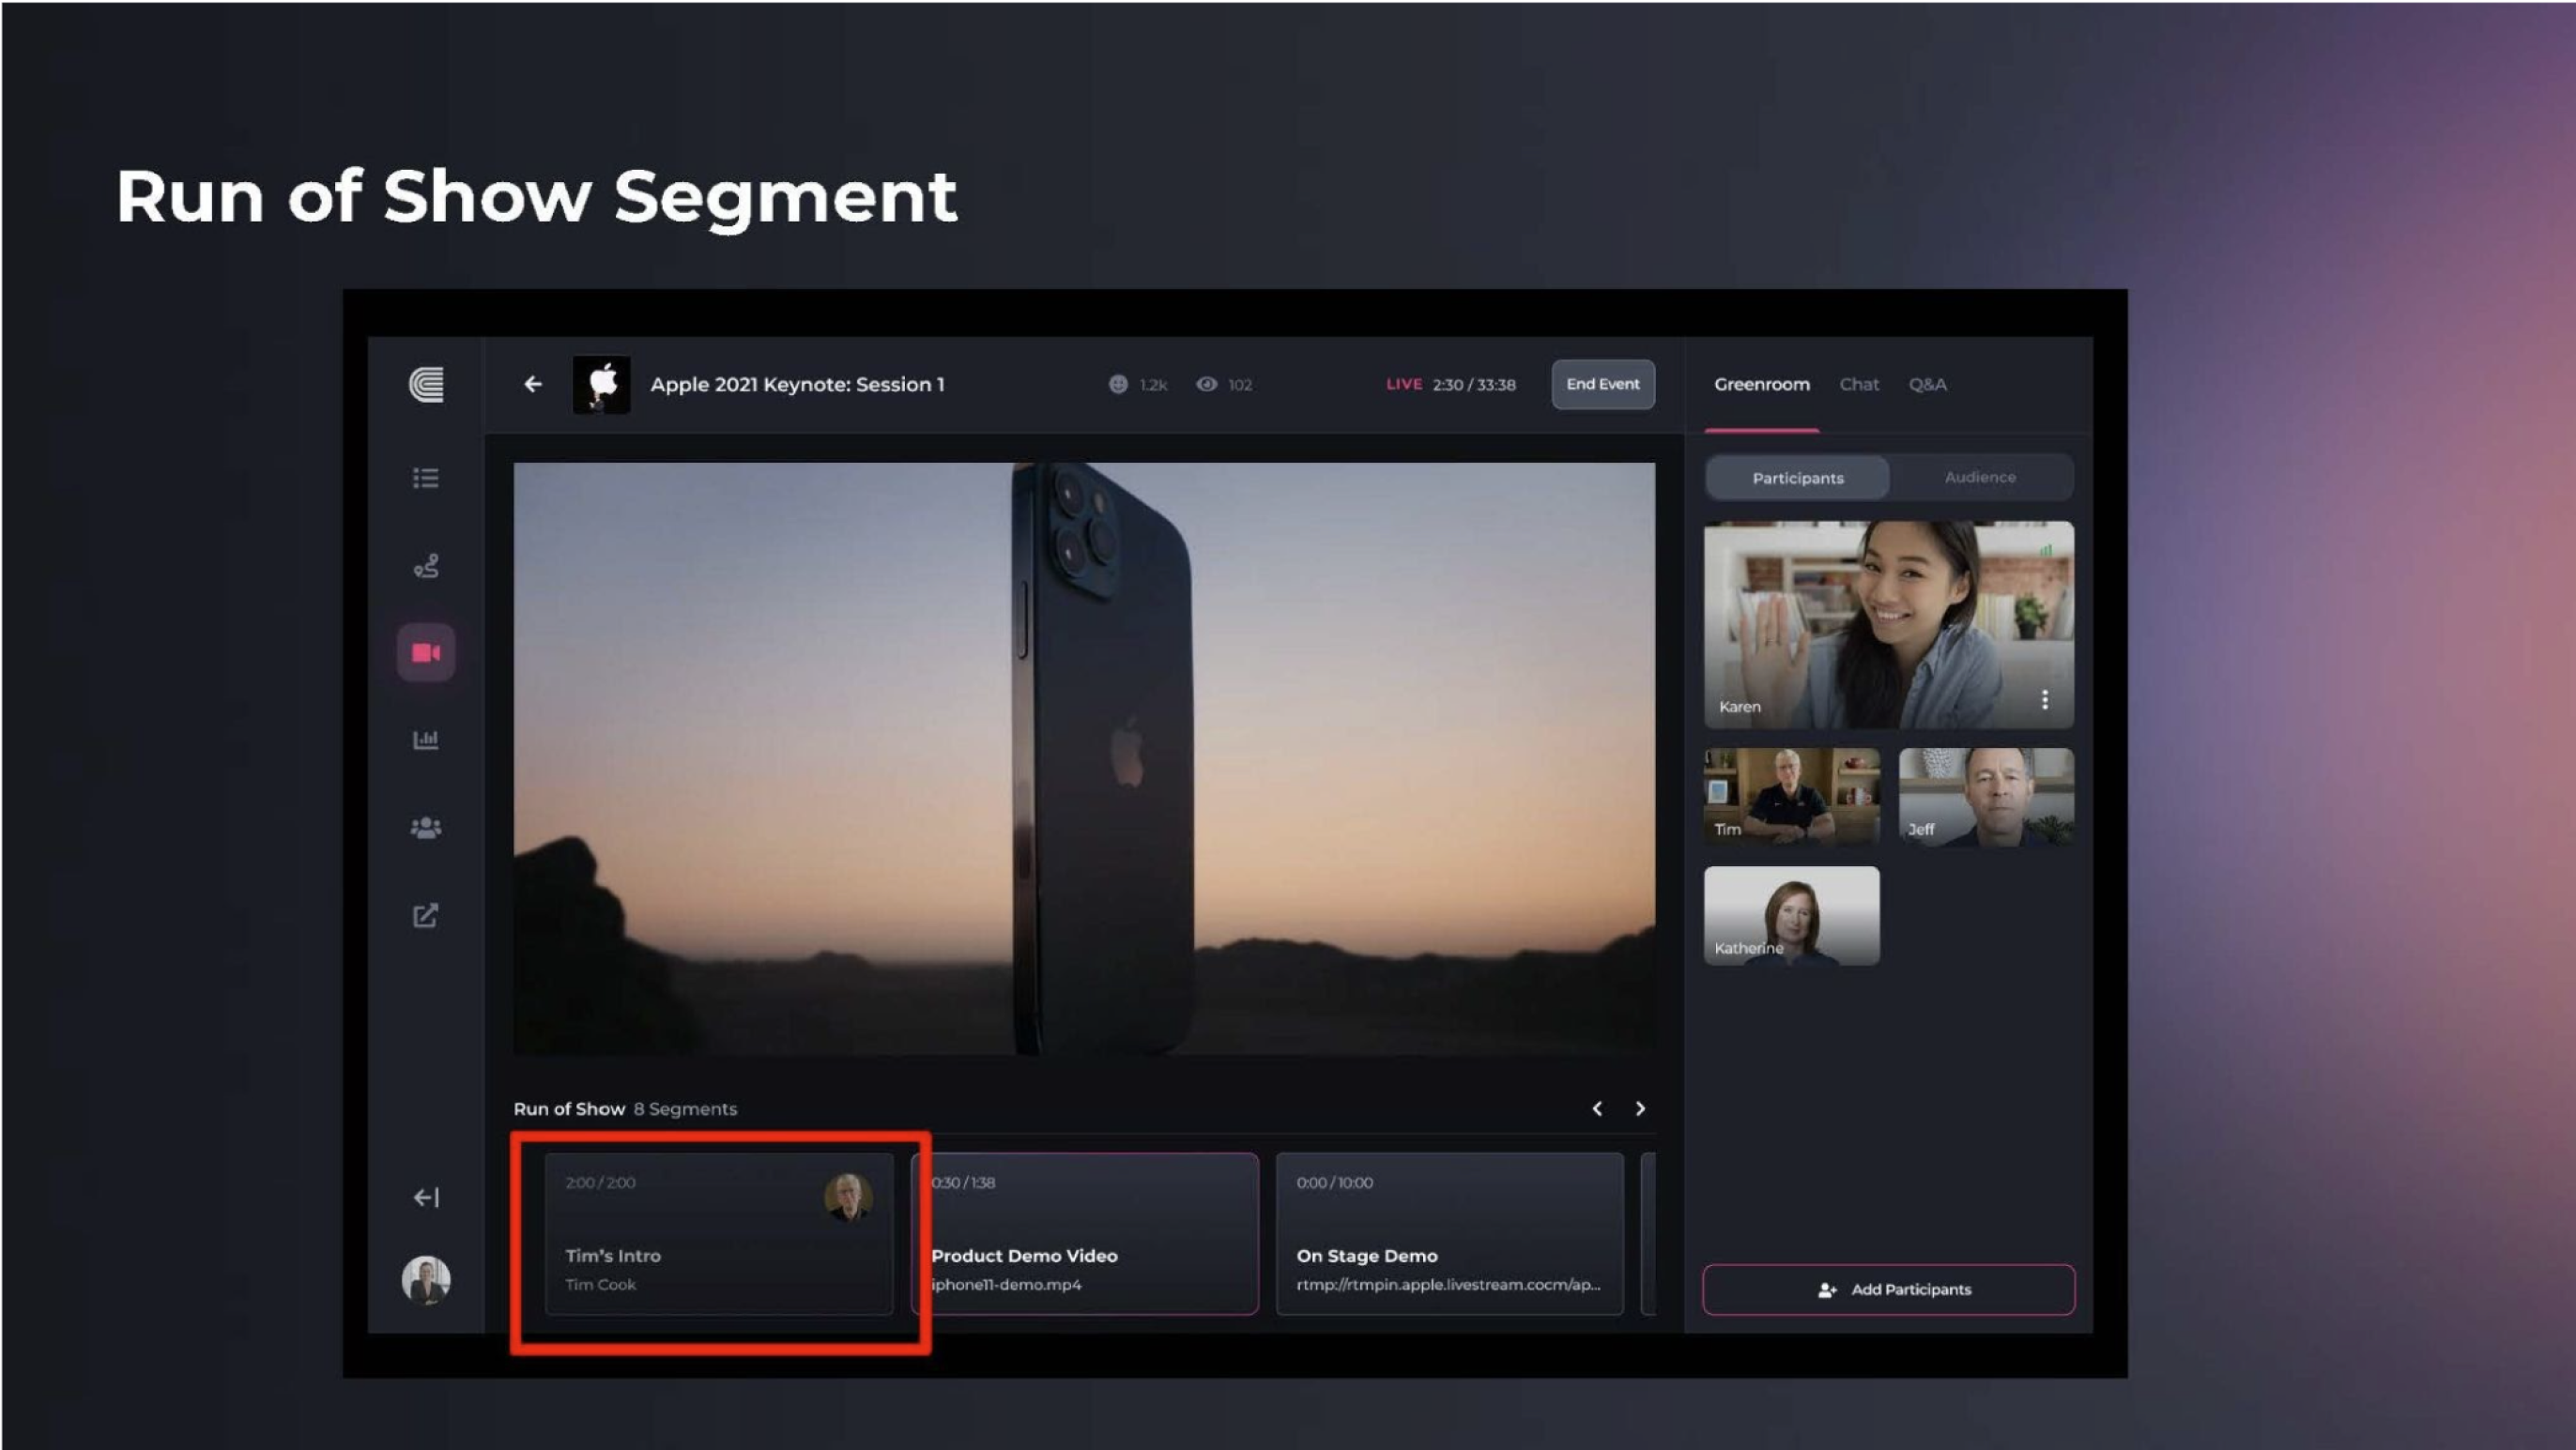 Run of Show Segment
Apple 2021 Keynote: Session 1
1.2k
102
LIVE 2:30 / 33:38
End Event
Greenroom
Chat
Q&A
Participants
Audience
Karen
Tim
Jeff
Katherine
Run of Show 8 Segments
2:00 / 2:00
Tim's Intro
Tim Cook
0:30 / 1:38
Product Demo Video
iphone11-demo.mp4
0:00 / 10:00
On Stage Demo
rtmp://rtmpin.apple.livestream.cocm/ap...
Add Participants